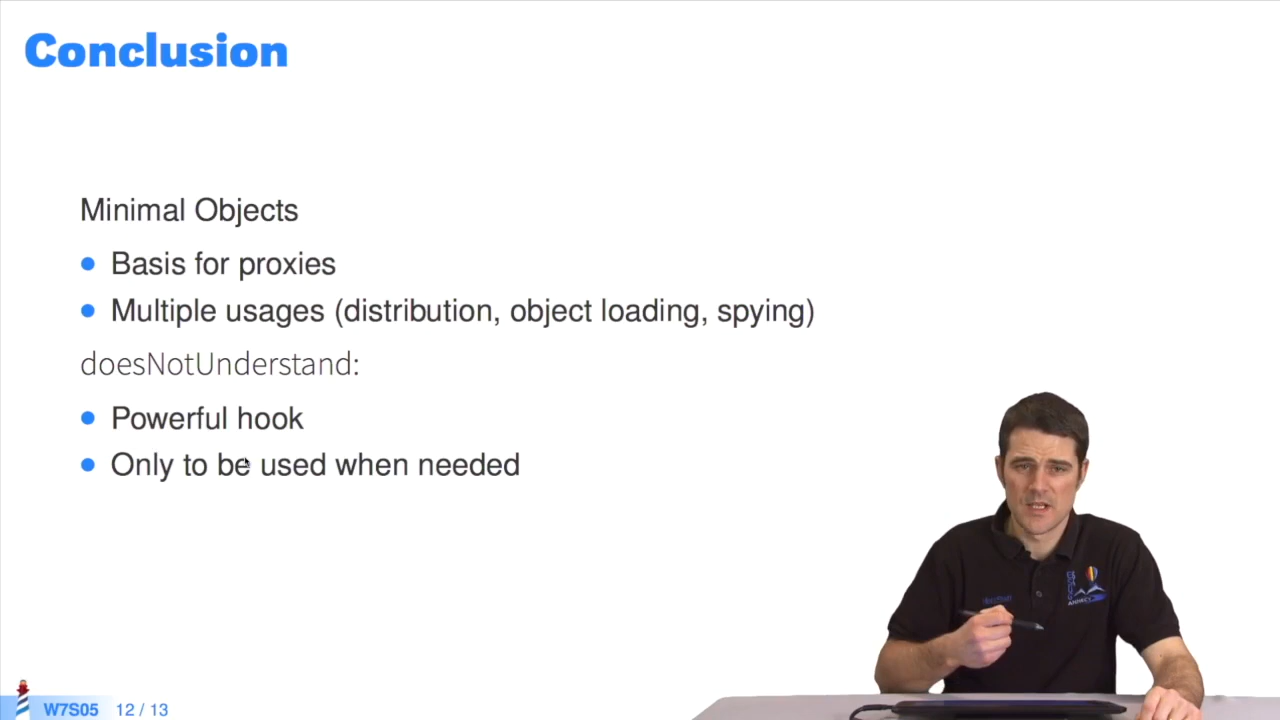 Conclusion
Minimal Objects
Basis for proxies
Multiple usages (distribution, object loading, spying)
doesNotUnderstand:
Powerful hook
Only to be used when needed
ANNECY
W7S05 12 / 13